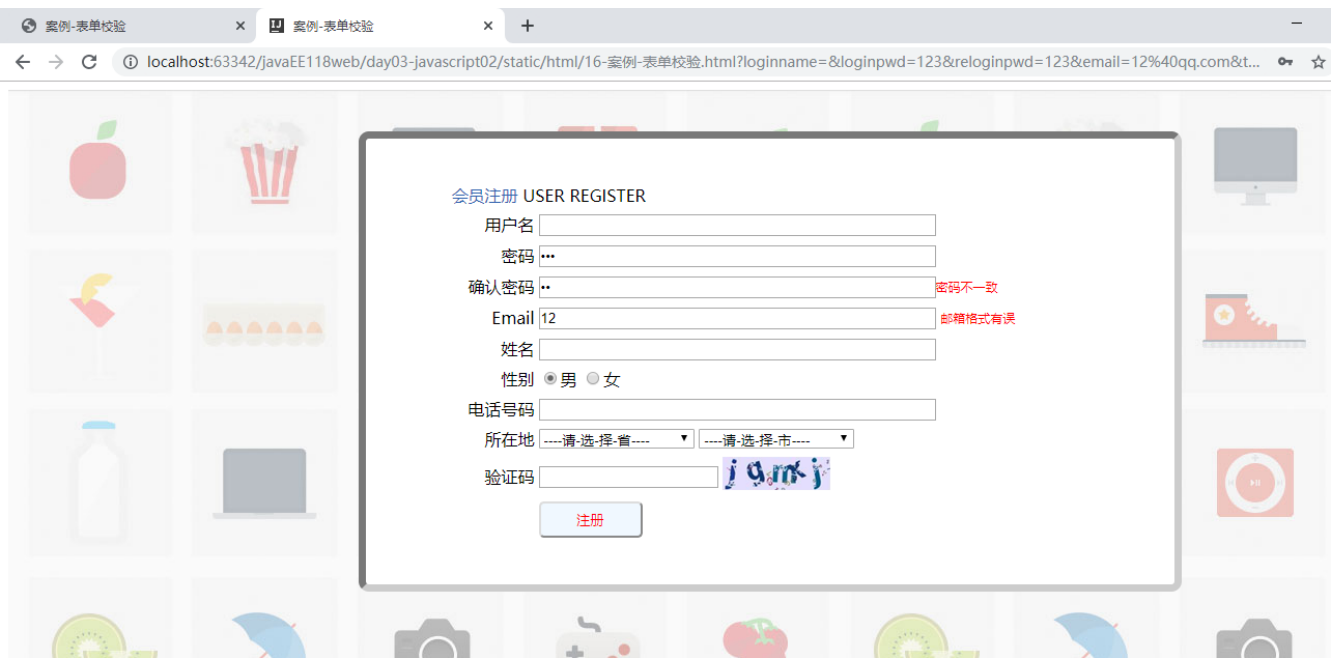 案例-表单校验
案例-表单校验
localhost:63342/javaEE118web/day03-javascript02/static/html/16-案例-表单校验.html?loginname=&loginpwd=123&reloginpwd=123&email=12%40qq.com&t...
会员注册 USER REGISTER
用户名
密码 •••
确认密码 •• 密码不一致
Email 12 邮箱格式有误
姓名
性别 男 女
电话号码
所在地 ----请-选-择-省---- ----请-选-择-市----
验证码
注册